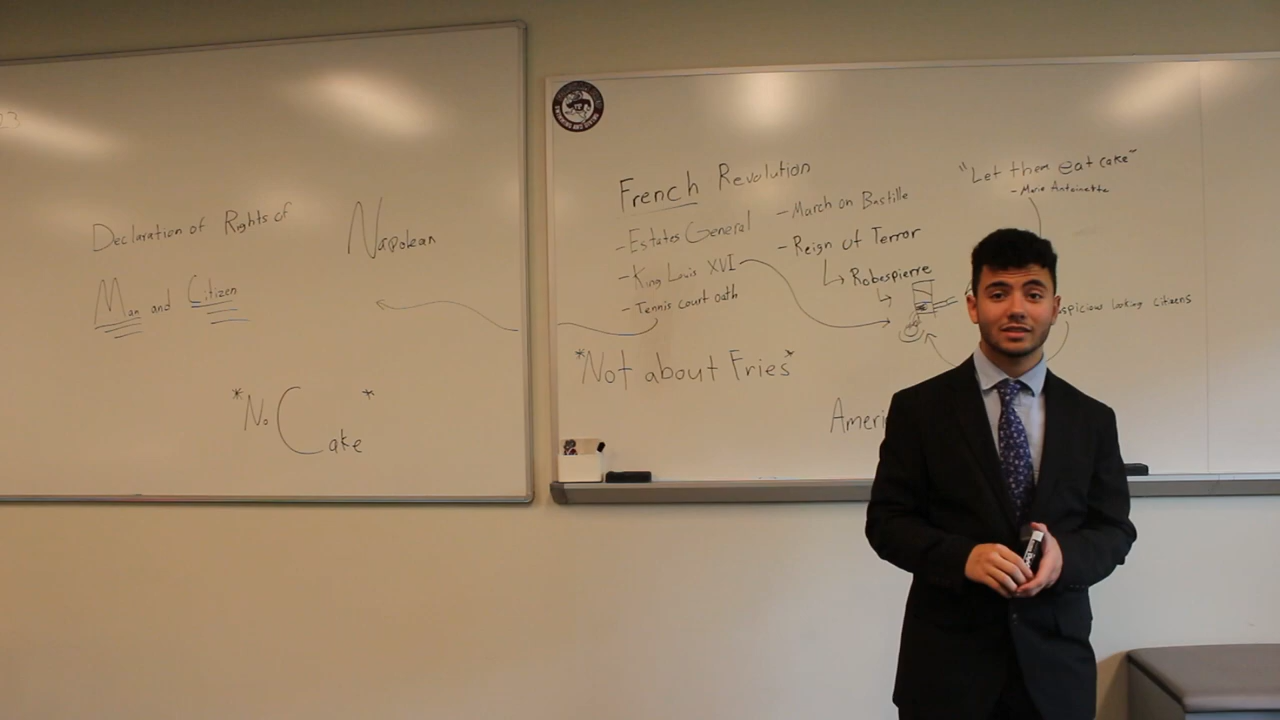 23
Declaration of Rights of
Man and Citizen
Napolean
*No Cake*
French Revolution
-Estates General
-King Louis XVI
-Tennis court oath
-March on Bastille
-Reign of Terror
Robespierre
"Let them eat cake"
- Marie Antoinette
spicious looking citizens
*Not about Fries*
Ameri